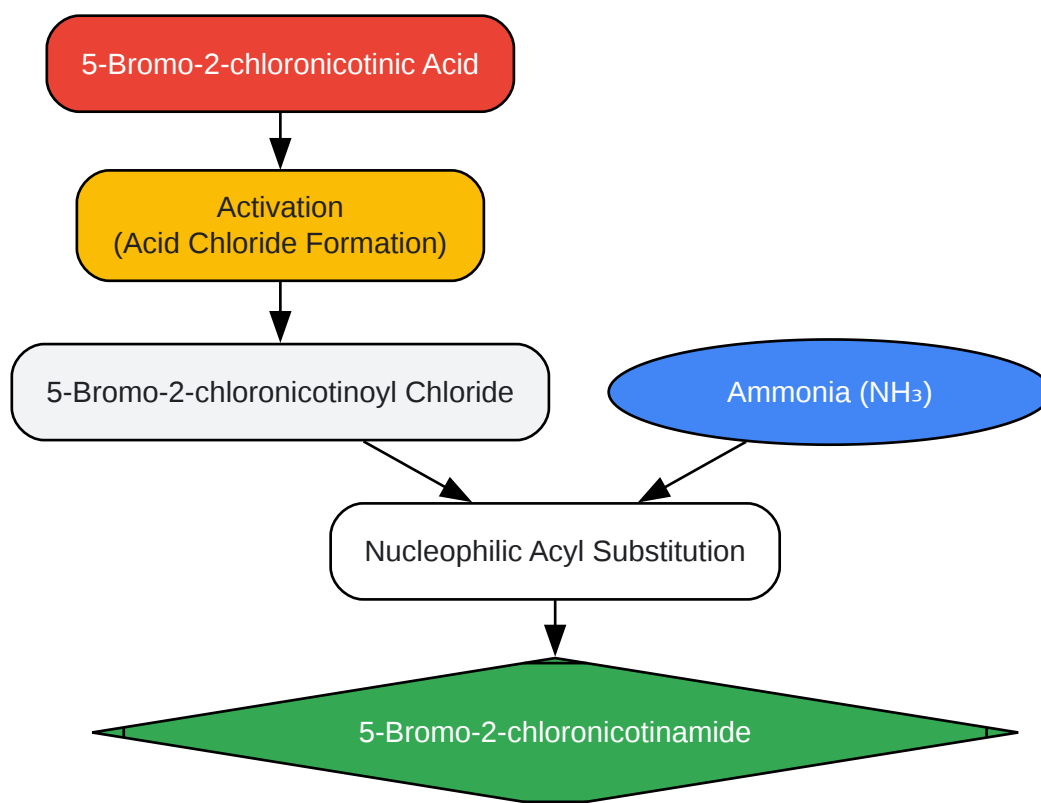 5-Bromo-2-chloronicotinic Acid
Activation
(Acid Chloride Formation)
5-Bromo-2-chloronicotinoyl Chloride
Ammonia (NH₃)
Nucleophilic Acyl Substitution
5-Bromo-2-chloronicotinamide